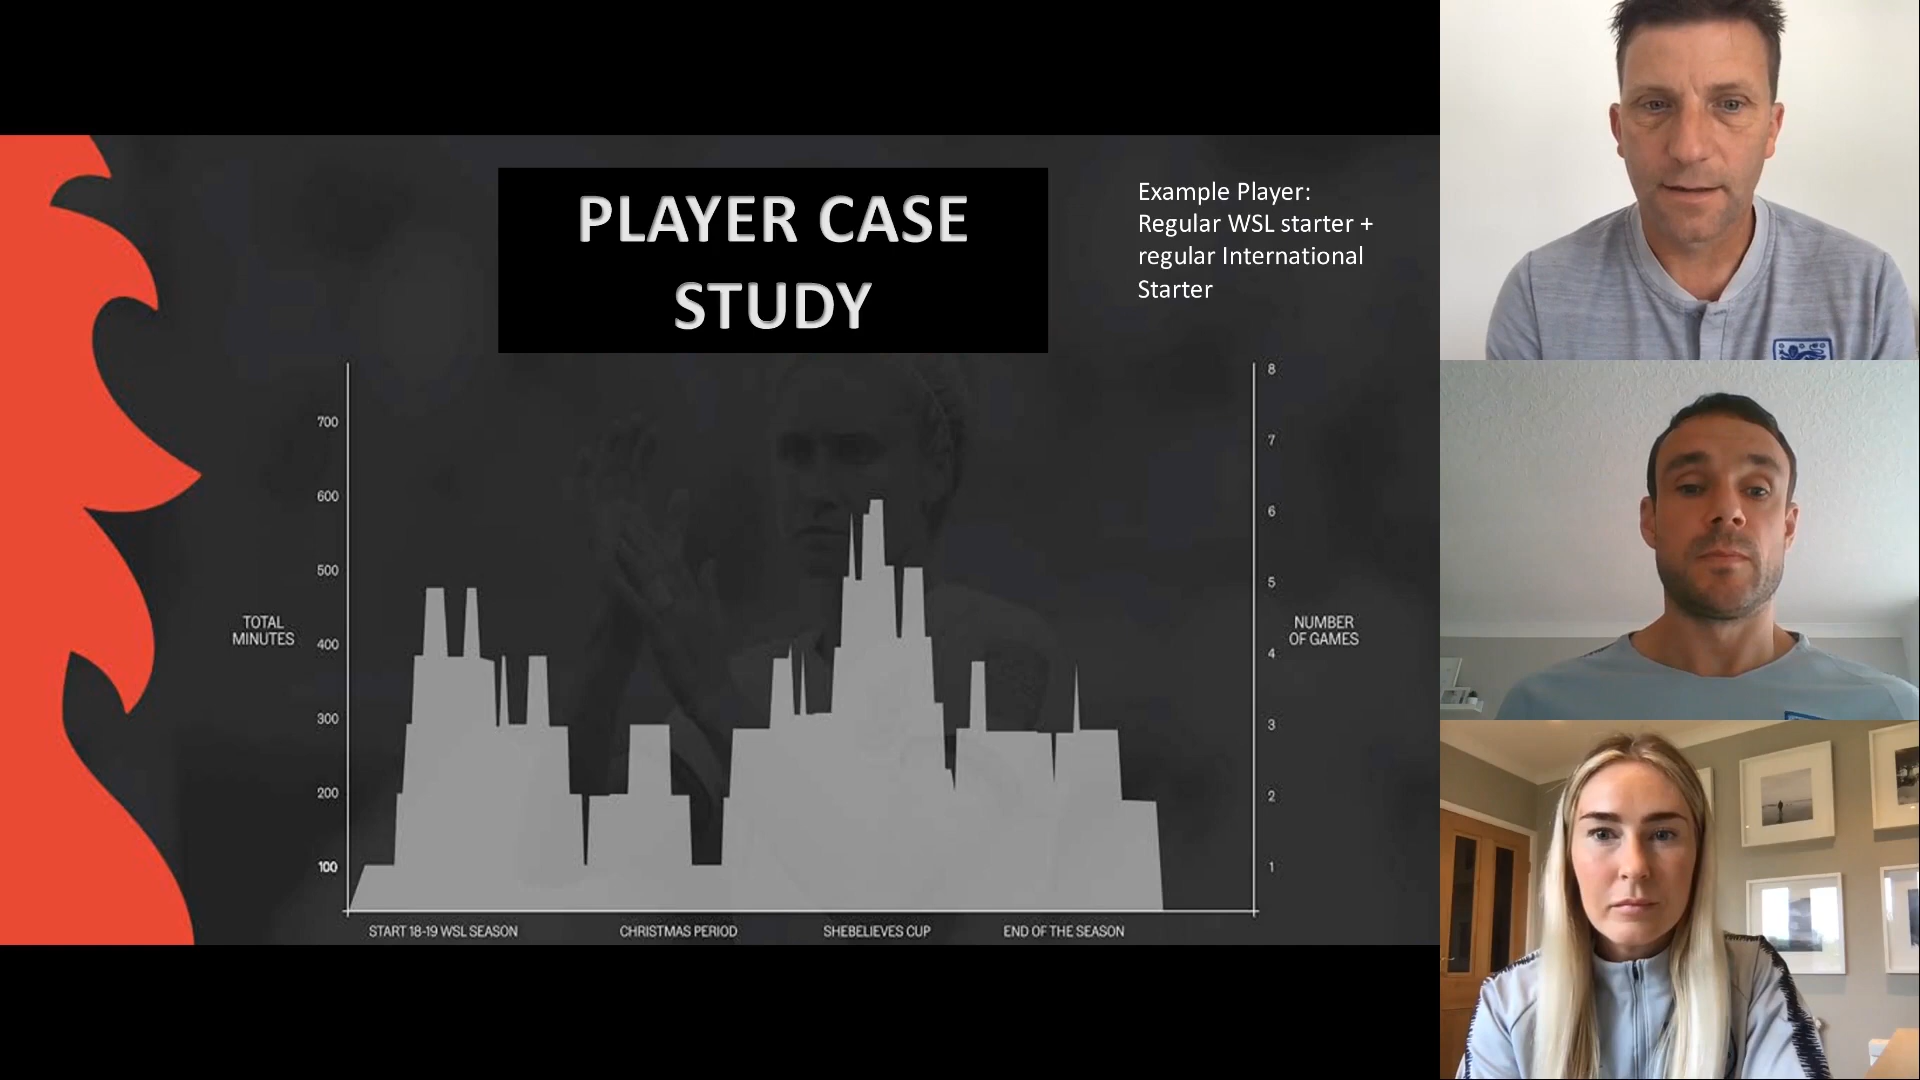 PLAYER CASE
STUDY
Example Player:
Regular WSL starter +
regular International
Starter
TOTAL
MINUTES
700
600
500
400
300
200
100
8
7
6
5
4
3
2
1
NUMBER
OF GAMES
START 18-19 WSL SEASON
CHRISTMAS PERIOD
SHEBELIEVES CUP
END OF THE SEASON